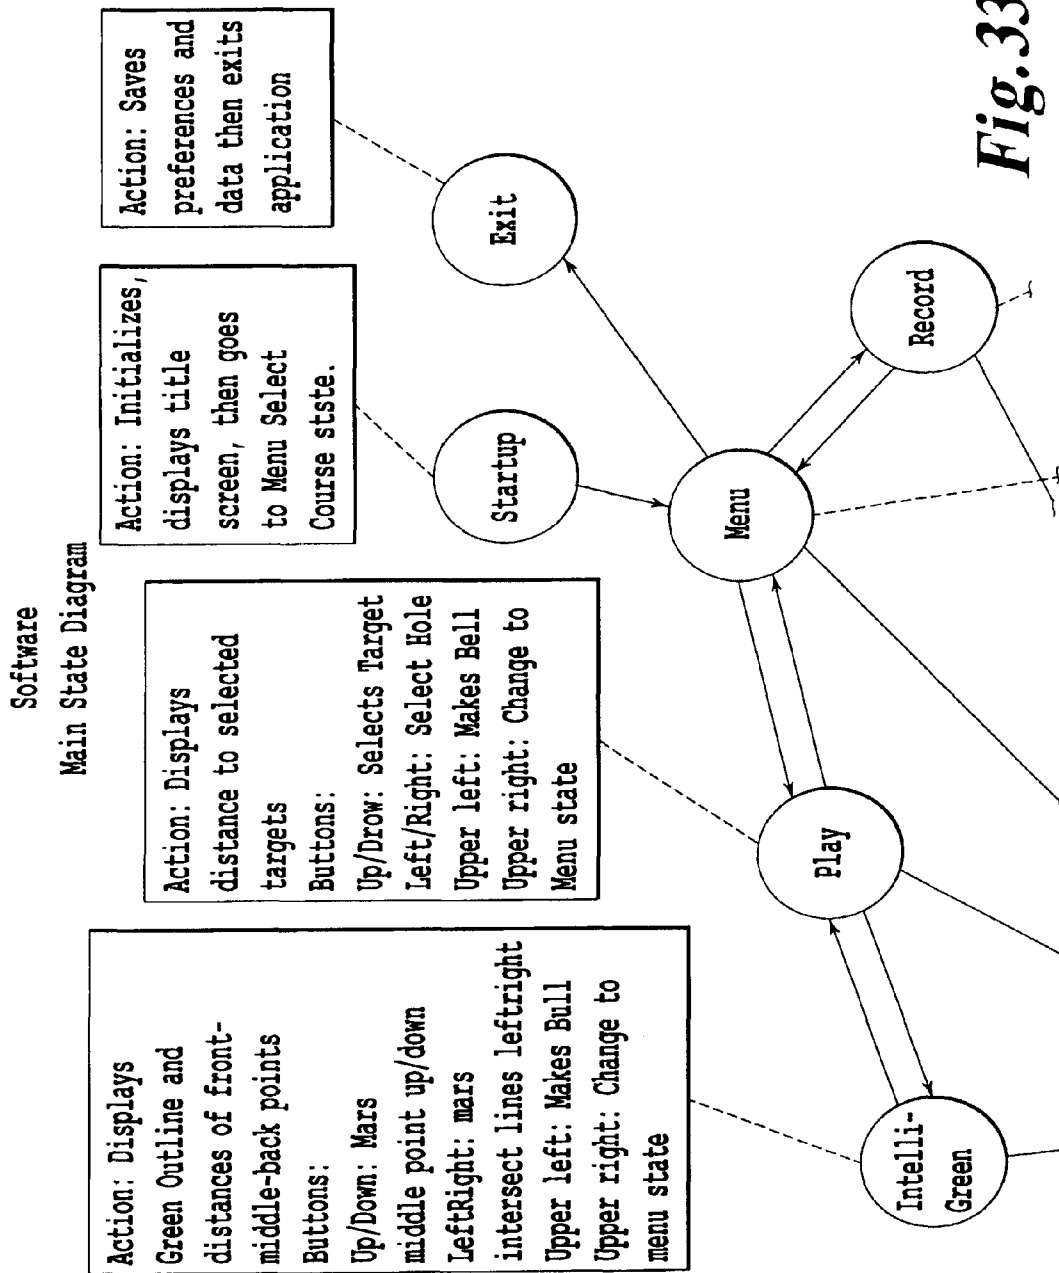 Software
Main State Diagram
Action: Displays
Green Outline and
distances of front-
middle-back points
Buttons:
Up/Down: Mars
middle point up/down
LeftRight: mars
intersect lines leftright
Upper left: Makes Bull
Upper right: Change to
menu state
Action: Displays
distance to selected
targets
Buttons:
Up/Drow: Selects Target
Left/Right: Select Hole
Upper left: Makes Bell
Upper right: Change to
Menu state
Action: Initializes,
displays title
screen, then goes
to Menu Select
Course stste.
Action: Saves
preferences and
data then exits
application
Startup
Exit
Intelli-
Green
Play
Menu
Record
Fig. 33